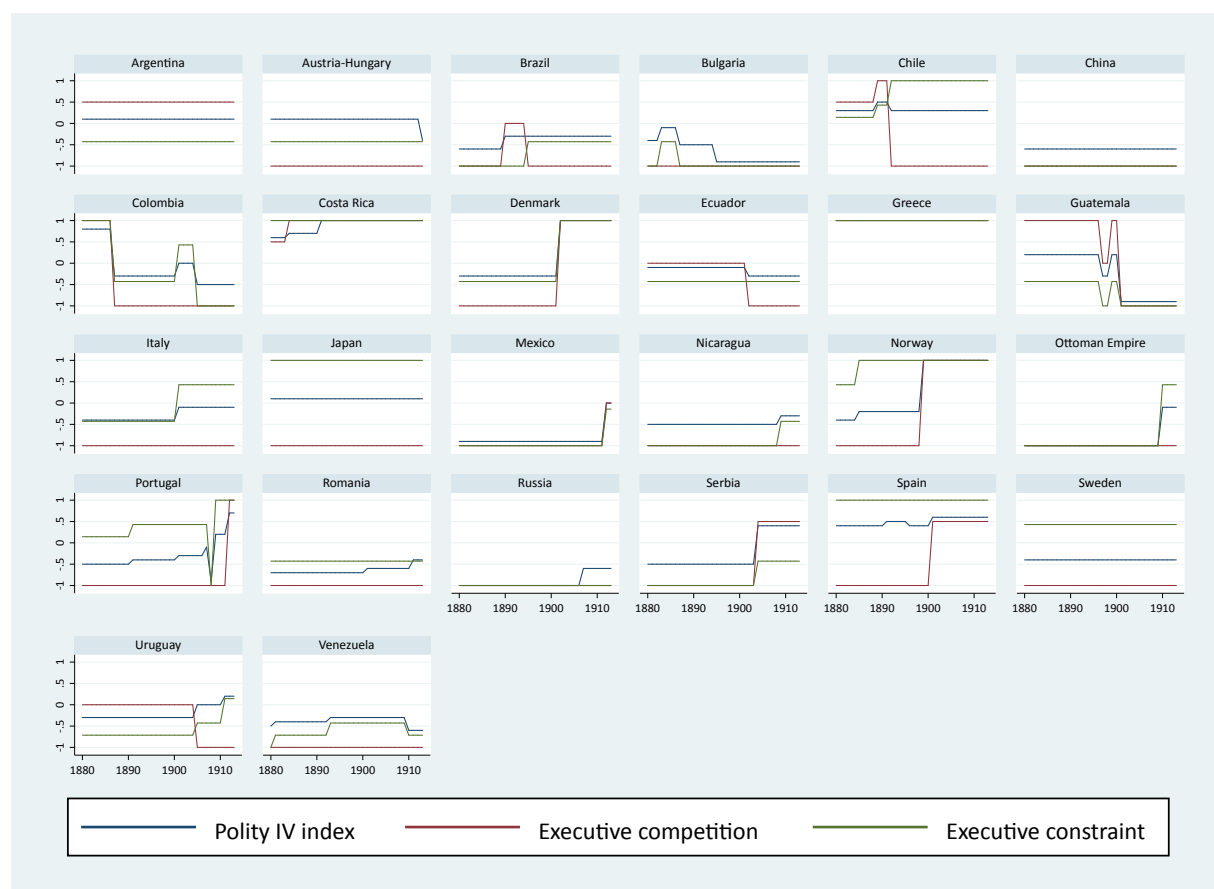 Argentina Austria-Hungary Brazil Bulgaria Chile China
-1 -.5 0 .5 1
Colombia Costa Rica Denmark Ecuador Greece Guatemala
-1 -.5 0 .5 1
Italy Japan Mexico Nicaragua Norway Ottoman Empire
-1 -.5 0 .5 1
Portugal Romania Russia Serbia Spain Sweden
-1 -.5 0 .5 1
1880 1890 1900 1910 1880 1890 1900 1910 1880 1890 1900 1910 1880 1890 1900 1910
Uruguay Venezuela
-1 -.5 0 .5 1
1880 1890 1900 1910 1880 1890 1900 1910
Polity IV index Executive competition Executive constraint